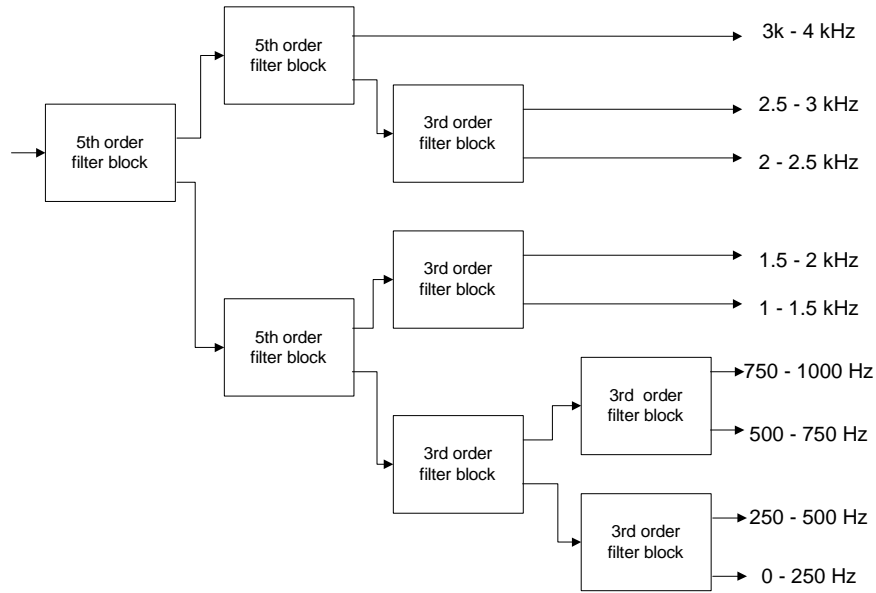 5th order
filter block
3k - 4 kHz
5th order
filter block
3rd order
filter block
2.5 - 3 kHz
2 - 2.5 kHz
5th order
filter block
3rd order
filter block
1.5 - 2 kHz
1 - 1.5 kHz
3rd order
filter block
3rd order
filter block
750 - 1000 Hz
500 - 750 Hz
3rd order
filter block
250 - 500 Hz
0 - 250 Hz